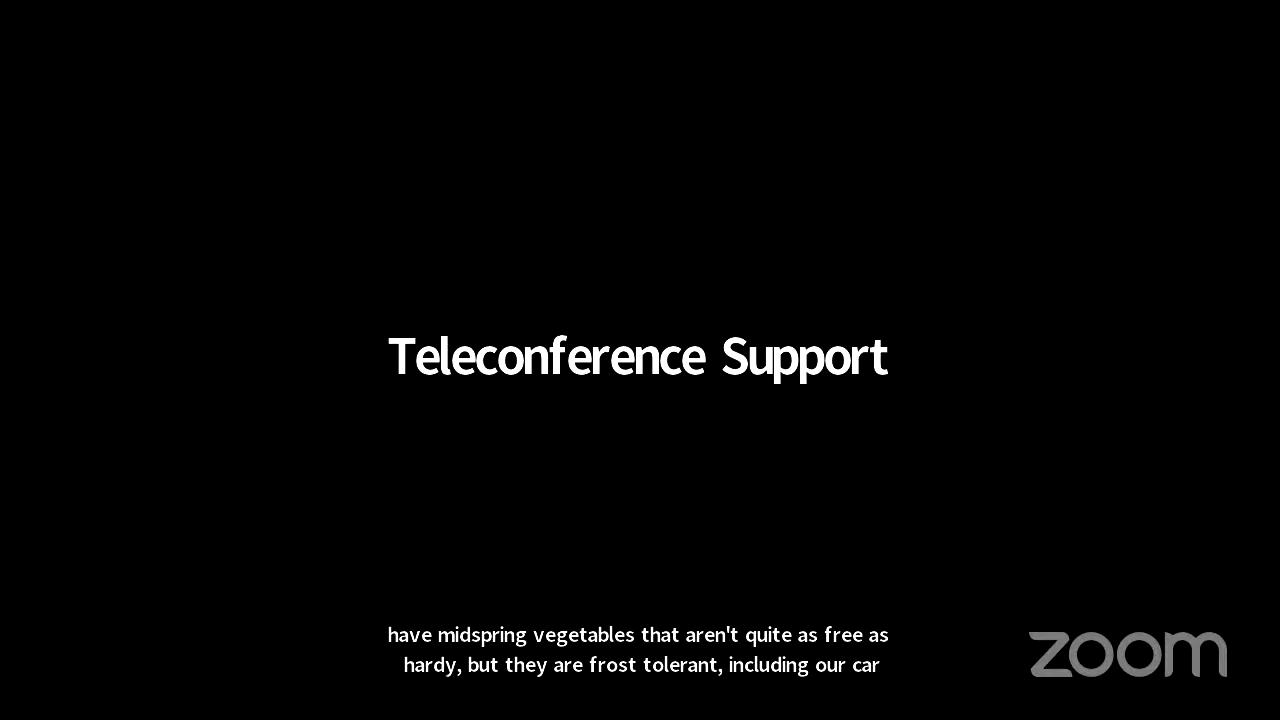 Teleconference Support
have midspring vegetables that aren't quite as free as
hardy, but they are frost tolerant, including our car
zoom